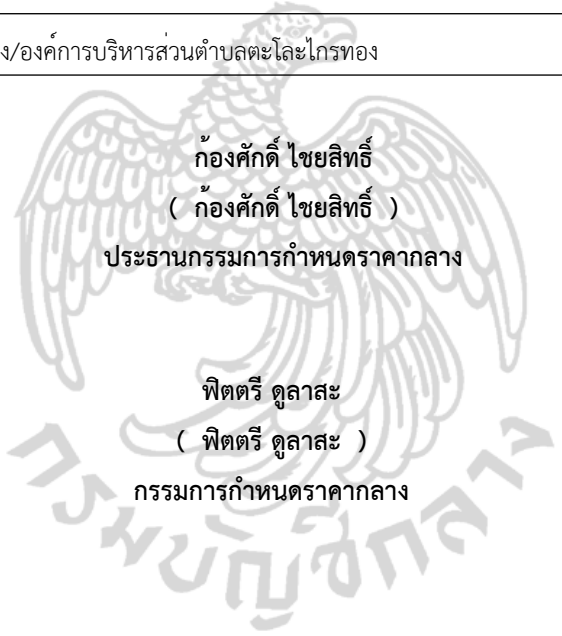 ง/องค์การบริหารส่วนตำบลตะโละไกรทอง
ก้องศักดิ์ ไชยสิทธิ์
( ก้องศักดิ์ ไชยสิทธิ์ )
ประธานกรรมการกำหนดราคากลาง
ฟิตตรี ดูลาสะ
( ฟิตตรี ดูลาสะ )
กรรมการกำหนดราคากลาง
กรมบัญชีกลาง